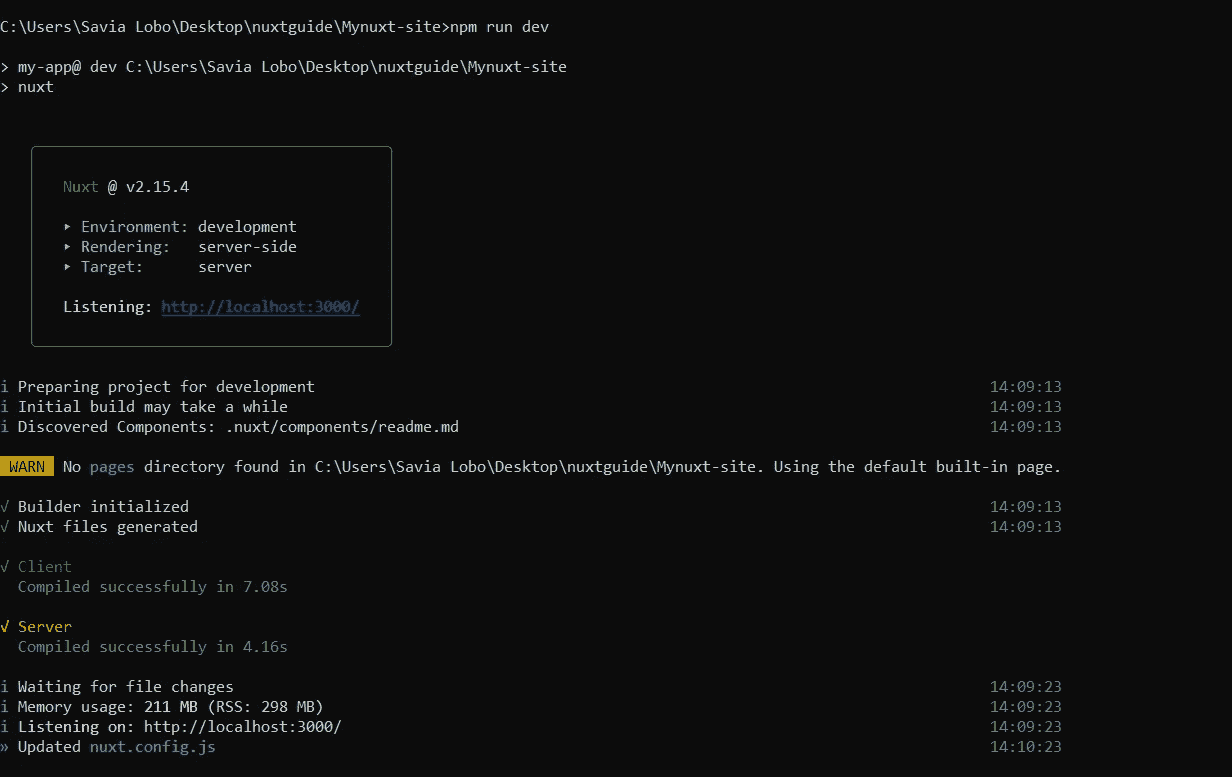 C:\Users\Savia Lobo\Desktop\nuxtguide\Mynuxt-site>npm run dev
> my-app@ dev C:\Users\Savia Lobo\Desktop\nuxtguide\Mynuxt-site
> nuxt
Nuxt @ v2.15.4
▸ Environment: development
▸ Rendering:   server-side
▸ Target:      server
Listening: http://localhost:3000/
i Preparing project for development 14:09:13
i Initial build may take a while 14:09:13
i Discovered Components: .nuxt/components/readme.md 14:09:13
WARN No pages directory found in C:\Users\Savia Lobo\Desktop\nuxtguide\Mynuxt-site. Using the default built-in page.
√ Builder initialized 14:09:13
√ Nuxt files generated 14:09:13
√ Client
Compiled successfully in 7.08s
√ Server
Compiled successfully in 4.16s
i Waiting for file changes 14:09:23
i Memory usage: 211 MB (RSS: 298 MB) 14:09:23
i Listening on: http://localhost:3000/ 14:09:23
» Updated nuxt.config.js 14:10:23